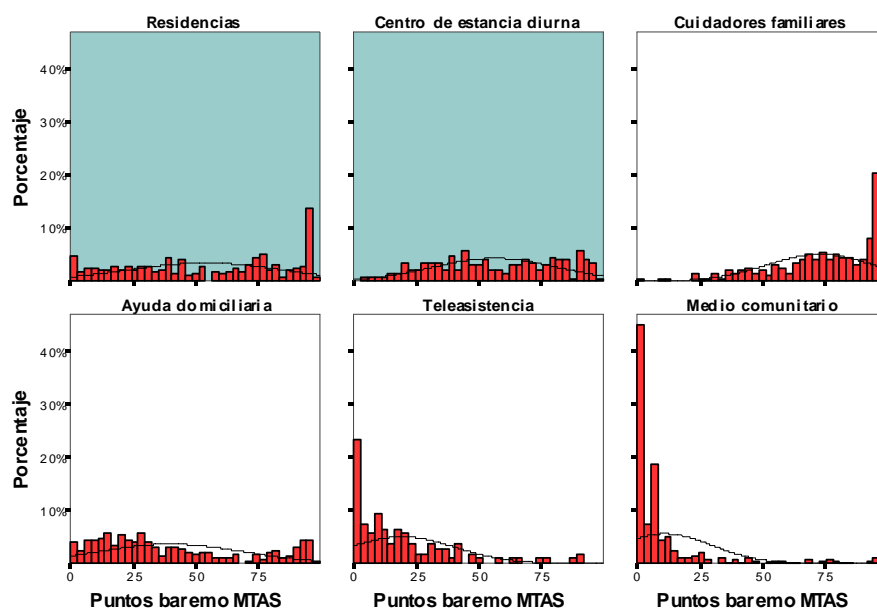 Residencias
Centro de estancia diurna
Cuidadores familiares
Porcentaje
40%
30%
20%
10%
Ayuda domiciliaria
Teleasistencia
Medio comunitario
Porcentaje
40%
30%
20%
10%
0 25 50 75
0 25 50 75
0 25 50 75
Puntos baremo MTAS
Puntos baremo MTAS
Puntos baremo MTAS